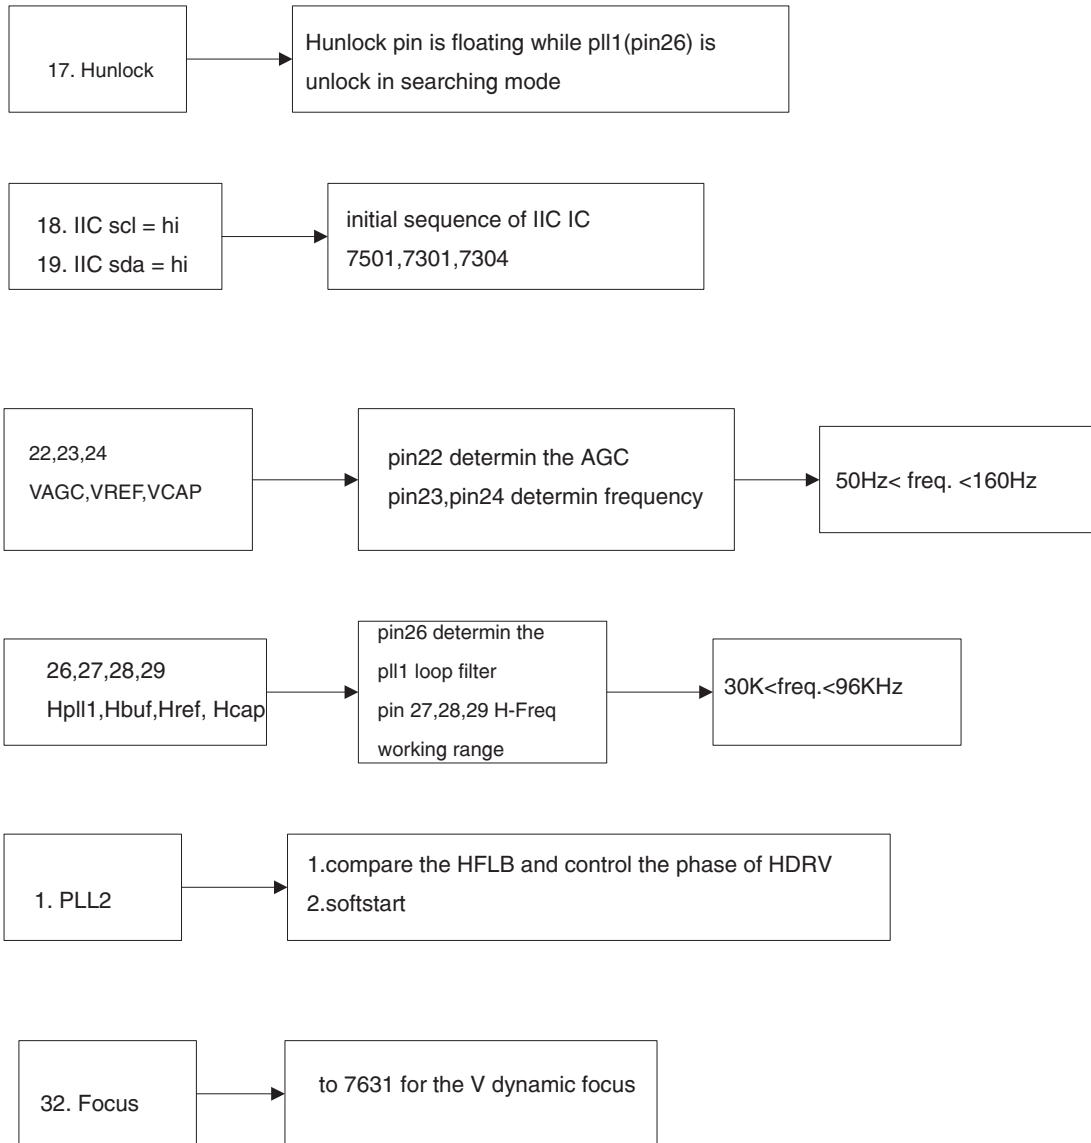 17. Hunlock
Hunlock pin is floating while pll1(pin26) is
unlock in searching mode
18. IIC scl = hi
19. IIC sda = hi
initial sequence of IIC IC
7501,7301,7304
22,23,24
VAGC,VREF,VCAP
pin22 determin the AGC
pin23,pin24 determin frequency
50Hz< freq. <160Hz
26,27,28,29
Hpll1,Hbuf,Href, Hcap
pin26 determin the
pll1 loop filter
pin 27,28,29 H-Freq
working range
30K<freq.<96KHz
1. PLL2
1.compare the HFLB and control the phase of HDRV
2.softstart
32. Focus
to 7631 for the V dynamic focus